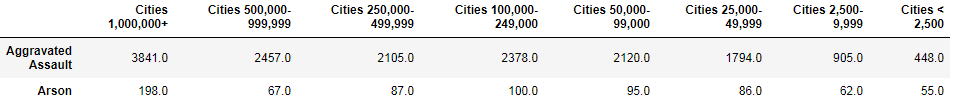 Cities 1,000,000+ Cities 500,000-999,999 Cities 250,000-499,999 Cities 100,000-249,000 Cities 50,000-99,000 Cities 25,000-49,999 Cities 2,500-9,999 Cities < 2,500
Aggravated Assault 3841.0 2457.0 2105.0 2378.0 2120.0 1794.0 905.0 448.0
Arson 198.0 67.0 87.0 100.0 95.0 86.0 62.0 55.0